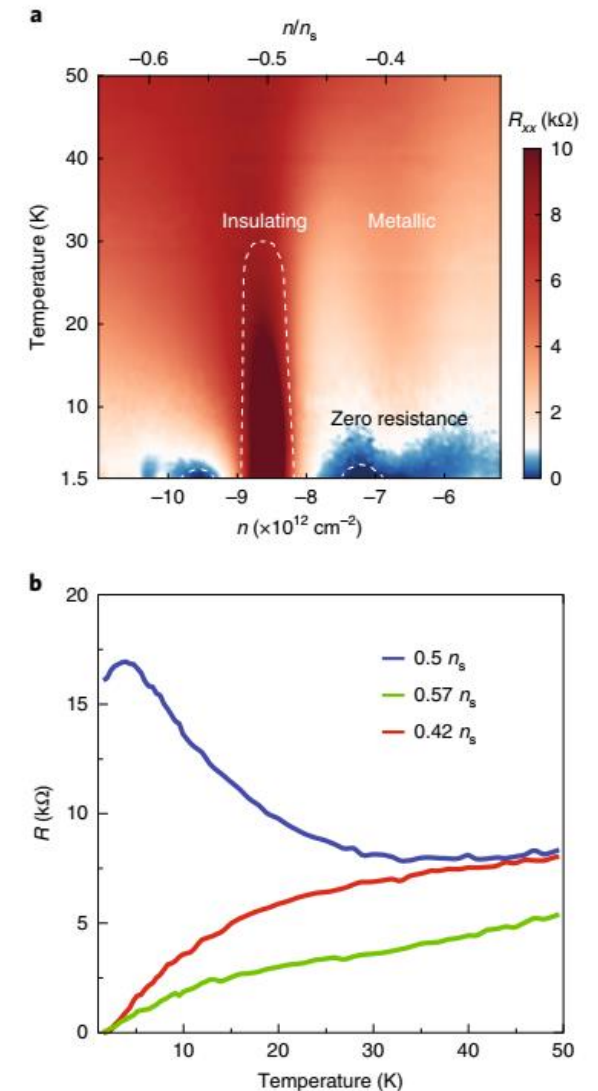 a
n/nₛ
−0.6 −0.5 −0.4
50
40
30
20
10
1.5
Temperature (K)
Insulating
Metallic
Zero resistance
−10 −9 −8 −7 −6
n (×10¹² cm⁻²)
Rₓₓ (kΩ)
10
8
6
4
2
0
b
20
15
10
5
0
R (kΩ)
0.5 nₛ
0.57 nₛ
0.42 nₛ
10 20 30 40 50
Temperature (K)